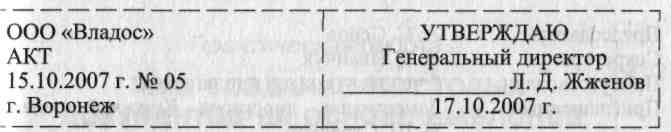 ООО «Владос»
АКТ
15.10.2007 г. № 05
г. Воронеж
УТВЕРЖДАЮ
Генеральный директор
Л. Д. Жженов
17.10.2007 г.